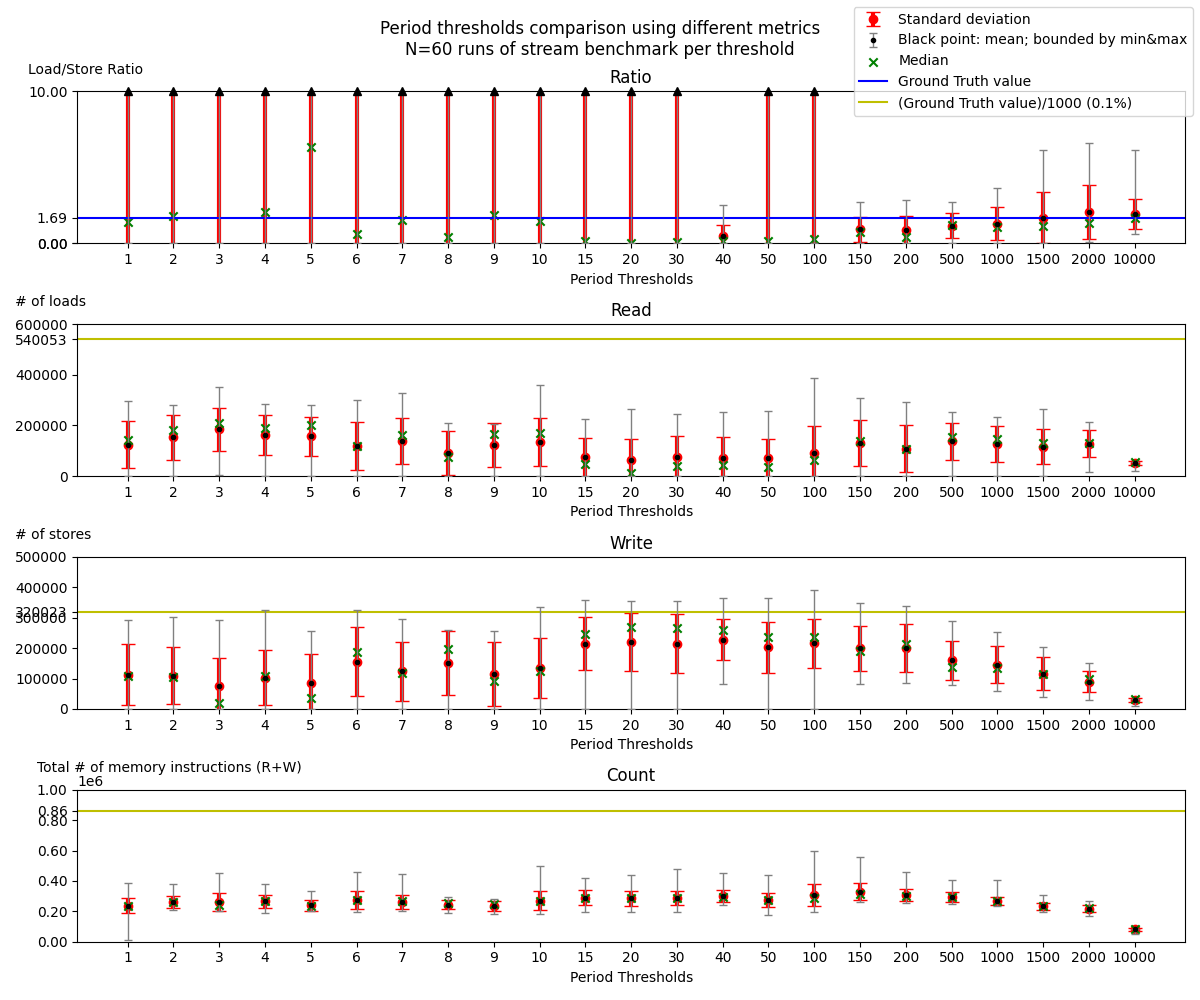 Period thresholds comparison using different metrics
N=60 runs of stream benchmark per threshold
Standard deviation
Black point: mean; bounded by min&max
Median
Ground Truth value
(Ground Truth value)/1000 (0.1%)
Load/Store Ratio
Ratio
10.00
1.69
0.00
1 2 3 4 5 6 7 8 9 10 15 20 30 40 50 100 150 200 500 1000 1500 2000 10000
Period Thresholds
# of loads
Read
600000
540053
400000
200000
0
1 2 3 4 5 6 7 8 9 10 15 20 30 40 50 100 150 200 500 1000 1500 2000 10000
Period Thresholds
# of stores
Write
500000
400000
320023
300000
200000
100000
0
1 2 3 4 5 6 7 8 9 10 15 20 30 40 50 100 150 200 500 1000 1500 2000 10000
Period Thresholds
Total # of memory instructions (R+W)
Count
1e6
1.00
0.86
0.80
0.60
0.40
0.20
0.00
1 2 3 4 5 6 7 8 9 10 15 20 30 40 50 100 150 200 500 1000 1500 2000 10000
Period Thresholds